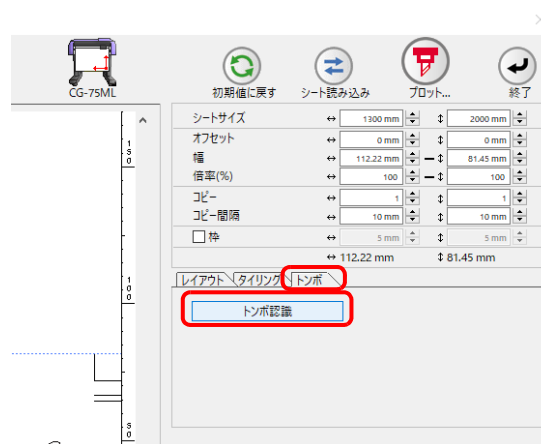 CG-75ML
初期値に戻す
シート読み込み
プロット...
終了
シートサイズ 1300 mm 2000 mm
オフセット 0 mm 0 mm
幅 112.22 mm 81.45 mm
倍率(%) 100 100
コピー 1 1
コピー間隔 10 mm 10 mm
枠 5 mm 5 mm
112.22 mm 81.45 mm
レイアウト タイリング トンボ
トンボ認識
150
100
50